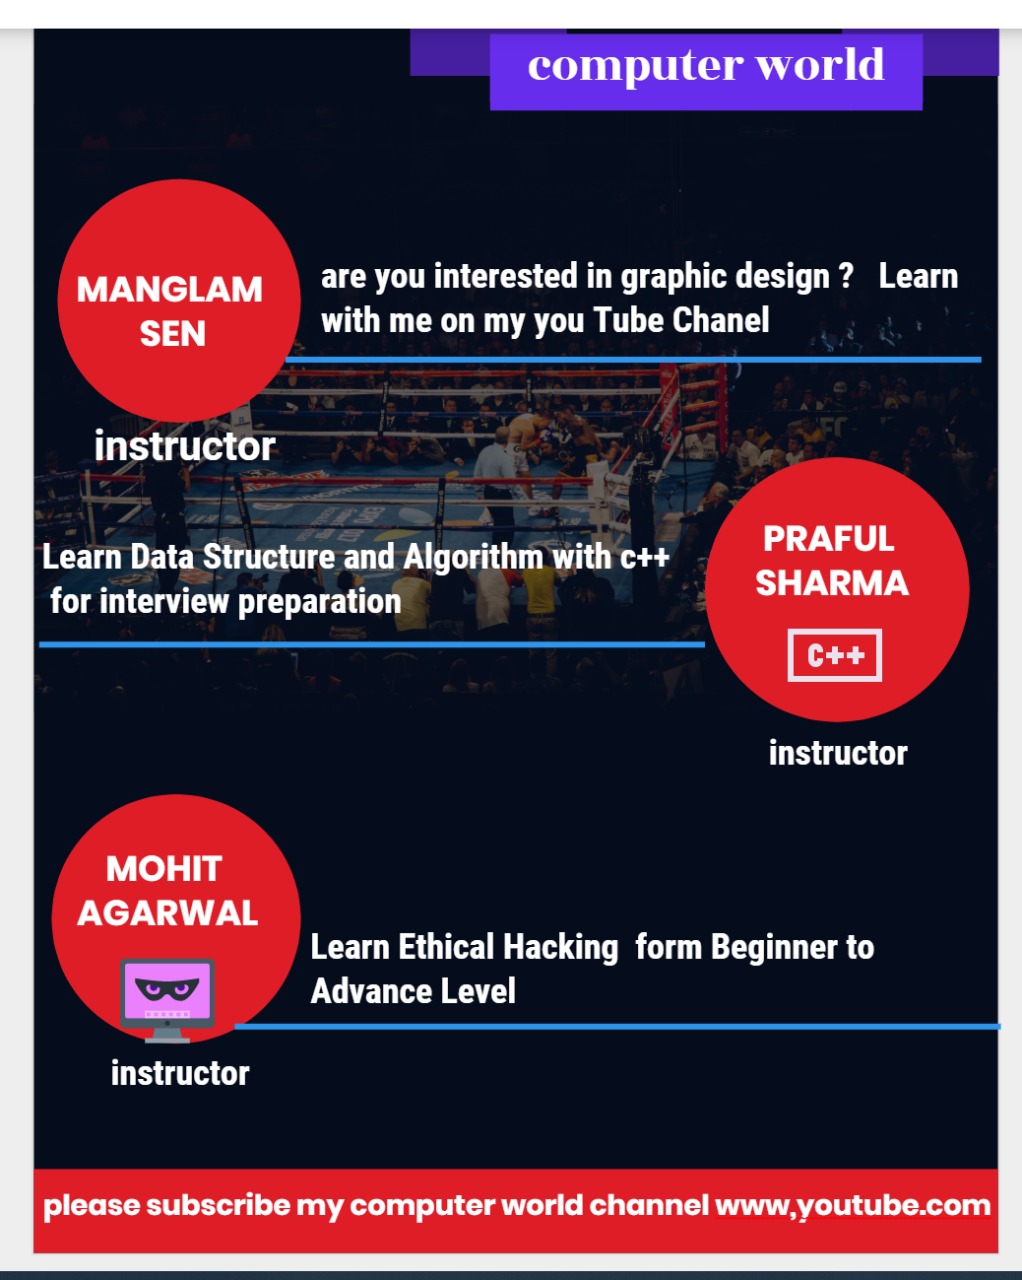 computer world
MANGLAM
SEN
are you interested in graphic design ? Learn
with me on my you Tube Chanel
instructor
Learn Data Structure and Algorithm with c++
for interview preparation
PRAFUL
SHARMA
C++
instructor
MOHIT
AGARWAL
Learn Ethical Hacking form Beginner to
Advance Level
instructor
please subscribe my computer world channel www,youtube.com